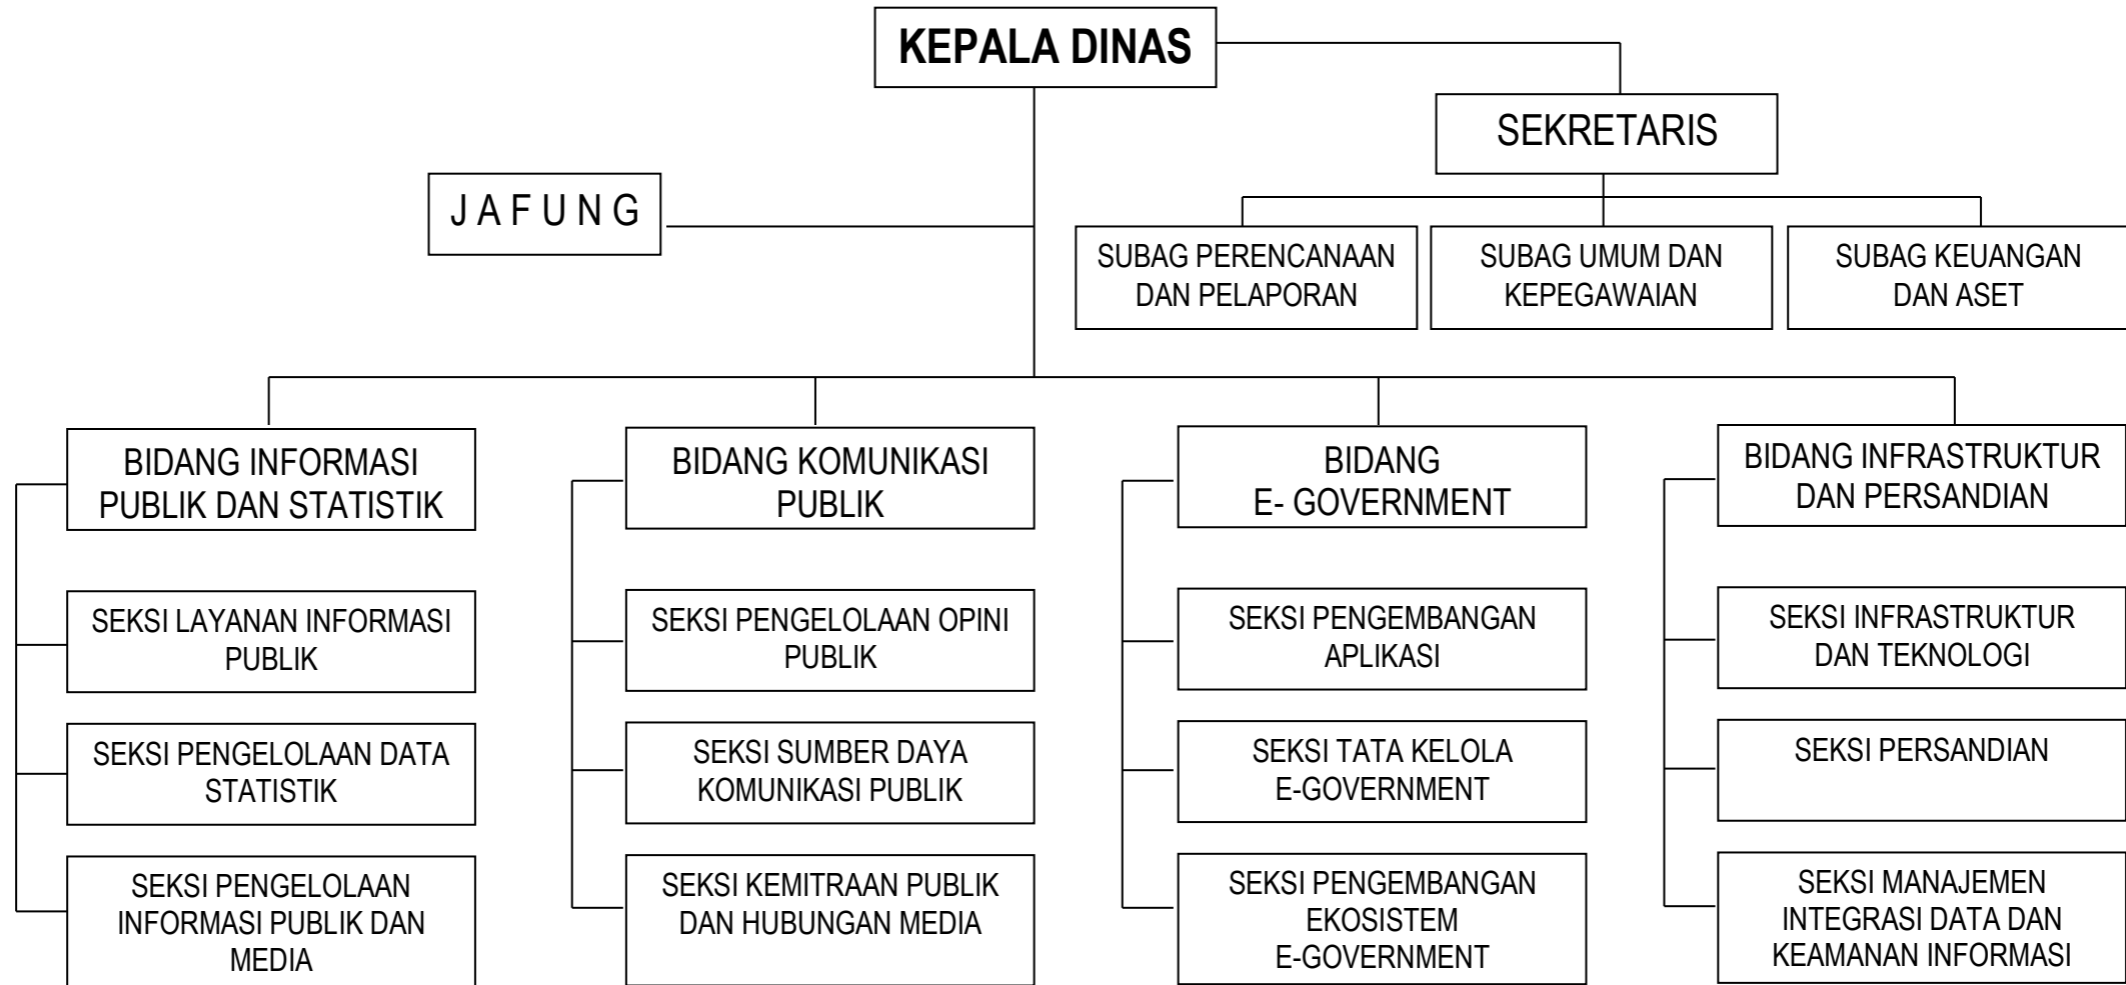 KEPALA DINAS
SEKRETARIS
J A F U N G
SUBAG PERENCANAAN
DAN PELAPORAN
SUBAG UMUM DAN
KEPEGAWAIAN
SUBAG KEUANGAN
DAN ASET
BIDANG INFORMASI
PUBLIK DAN STATISTIK
SEKSI LAYANAN INFORMASI
PUBLIK
SEKSI PENGELOLAAN DATA
STATISTIK
SEKSI PENGELOLAAN
INFORMASI PUBLIK DAN
MEDIA
BIDANG KOMUNIKASI
PUBLIK
SEKSI PENGELOLAAN OPINI
PUBLIK
SEKSI SUMBER DAYA
KOMUNIKASI PUBLIK
SEKSI KEMITRAAN PUBLIK
DAN HUBUNGAN MEDIA
BIDANG
E- GOVERNMENT
SEKSI PENGEMBANGAN
APLIKASI
SEKSI TATA KELOLA
E-GOVERNMENT
SEKSI PENGEMBANGAN
EKOSISTEM
E-GOVERNMENT
BIDANG INFRASTRUKTUR
DAN PERSANDIAN
SEKSI INFRASTRUKTUR
DAN TEKNOLOGI
SEKSI PERSANDIAN
SEKSI MANAJEMEN
INTEGRASI DATA DAN
KEAMANAN INFORMASI